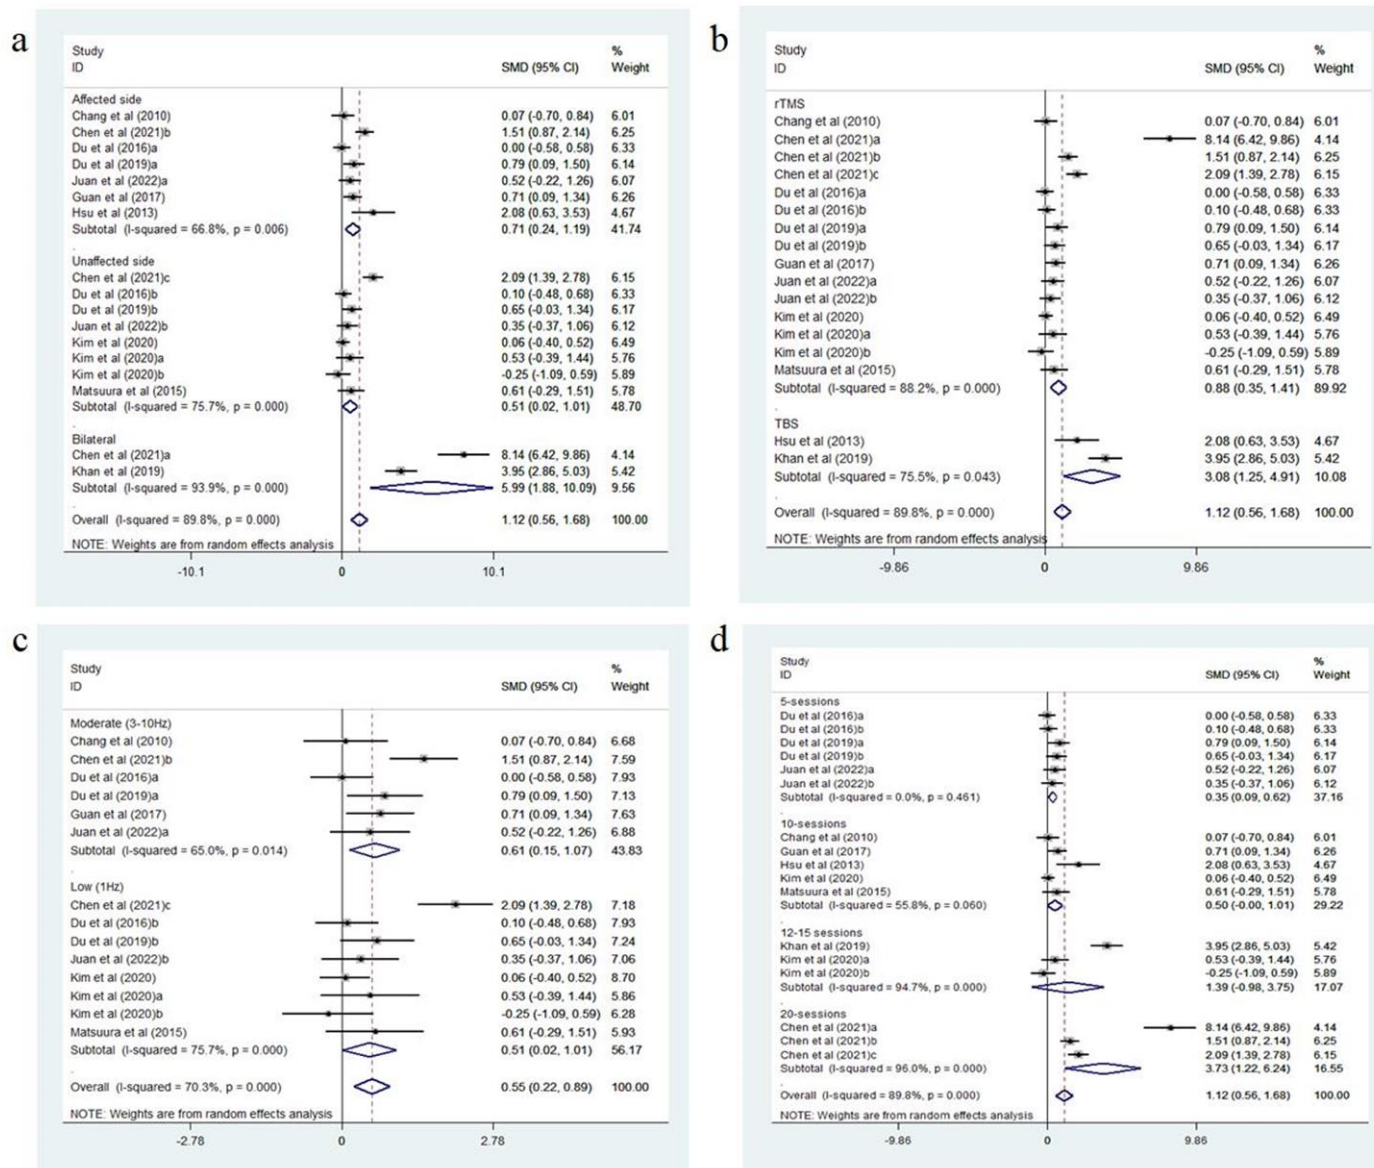 a
Study %
ID SMD (95% CI) Weight
Affected side
Chang et al (2010) 0.07 (-0.70, 0.84) 6.01
Chen et al (2021)b 1.51 (0.87, 2.14) 6.25
Du et al (2016)a 0.00 (-0.58, 0.58) 6.33
Du et al (2019)a 0.79 (0.09, 1.50) 6.14
Juan et al (2022)a 0.52 (-0.22, 1.26) 6.07
Guan et al (2017) 0.71 (0.09, 1.34) 6.26
Hsu et al (2013) 2.08 (0.63, 3.53) 4.67
Subtotal (I-squared = 66.8%, p = 0.006) 0.71 (0.24, 1.19) 41.74
.
Unaffected side
Chen et al (2021)c 2.09 (1.39, 2.78) 6.15
Du et al (2016)b 0.10 (-0.48, 0.68) 6.33
Du et al (2019)b 0.65 (-0.03, 1.34) 6.17
Juan et al (2022)b 0.35 (-0.37, 1.06) 6.12
Kim et al (2020) 0.06 (-0.40, 0.52) 6.49
Kim et al (2020)a 0.53 (-0.39, 1.44) 5.76
Kim et al (2020)b -0.25 (-1.09, 0.59) 5.89
Matsuura et al (2015) 0.61 (-0.29, 1.51) 5.78
Subtotal (I-squared = 75.7%, p = 0.000) 0.51 (0.02, 1.01) 48.70
.
Bilateral
Chen et al (2021)a 8.14 (6.42, 9.86) 4.14
Khan et al (2019) 3.95 (2.86, 5.03) 5.42
Subtotal (I-squared = 93.9%, p = 0.000) 5.99 (1.88, 10.09) 9.56
.
Overall (I-squared = 89.8%, p = 0.000) 1.12 (0.56, 1.68) 100.00
NOTE: Weights are from random effects analysis
-10.1 0 10.1
b
Study %
ID SMD (95% CI) Weight
rTMS
Chang et al (2010) 0.07 (-0.70, 0.84) 6.01
Chen et al (2021)a 8.14 (6.42, 9.86) 4.14
Chen et al (2021)b 1.51 (0.87, 2.14) 6.25
Chen et al (2021)c 2.09 (1.39, 2.78) 6.15
Du et al (2016)a 0.00 (-0.58, 0.58) 6.33
Du et al (2016)b 0.10 (-0.48, 0.68) 6.33
Du et al (2019)a 0.79 (0.09, 1.50) 6.14
Du et al (2019)b 0.65 (-0.03, 1.34) 6.17
Guan et al (2017) 0.71 (0.09, 1.34) 6.26
Juan et al (2022)a 0.52 (-0.22, 1.26) 6.07
Juan et al (2022)b 0.35 (-0.37, 1.06) 6.12
Kim et al (2020) 0.06 (-0.40, 0.52) 6.49
Kim et al (2020)a 0.53 (-0.39, 1.44) 5.76
Kim et al (2020)b -0.25 (-1.09, 0.59) 5.89
Matsuura et al (2015) 0.61 (-0.29, 1.51) 5.78
Subtotal (I-squared = 88.2%, p = 0.000) 0.88 (0.35, 1.41) 89.92
.
TBS
Hsu et al (2013) 2.08 (0.63, 3.53) 4.67
Khan et al (2019) 3.95 (2.86, 5.03) 5.42
Subtotal (I-squared = 75.5%, p = 0.043) 3.08 (1.25, 4.91) 10.08
.
Overall (I-squared = 89.8%, p = 0.000) 1.12 (0.56, 1.68) 100.00
NOTE: Weights are from random effects analysis
-9.86 0 9.86
c
Study %
ID SMD (95% CI) Weight
Moderate (3-10Hz)
Chang et al (2010) 0.07 (-0.70, 0.84) 6.68
Chen et al (2021)b 1.51 (0.87, 2.14) 7.59
Du et al (2016)a 0.00 (-0.58, 0.58) 7.93
Du et al (2019)a 0.79 (0.09, 1.50) 7.13
Guan et al (2017) 0.71 (0.09, 1.34) 7.63
Juan et al (2022)a 0.52 (-0.22, 1.26) 6.88
Subtotal (I-squared = 65.0%, p = 0.014) 0.61 (0.15, 1.07) 43.83
.
Low (1Hz)
Chen et al (2021)c 2.09 (1.39, 2.78) 7.18
Du et al (2016)b 0.10 (-0.48, 0.68) 7.93
Du et al (2019)b 0.65 (-0.03, 1.34) 7.24
Juan et al (2022)b 0.35 (-0.37, 1.06) 7.06
Kim et al (2020) 0.06 (-0.40, 0.52) 8.70
Kim et al (2020)a 0.53 (-0.39, 1.44) 5.86
Kim et al (2020)b -0.25 (-1.09, 0.59) 6.28
Matsuura et al (2015) 0.61 (-0.29, 1.51) 5.93
Subtotal (I-squared = 75.7%, p = 0.000) 0.51 (0.02, 1.01) 56.17
.
Overall (I-squared = 70.3%, p = 0.000) 0.55 (0.22, 0.89) 100.00
NOTE: Weights are from random effects analysis
-2.78 0 2.78
d
Study %
ID SMD (95% CI) Weight
5-sessions
Du et al (2016)a 0.00 (-0.58, 0.58) 6.33
Du et al (2016)b 0.10 (-0.48, 0.68) 6.33
Du et al (2019)a 0.79 (0.09, 1.50) 6.14
Du et al (2019)b 0.65 (-0.03, 1.34) 6.17
Juan et al (2022)a 0.52 (-0.22, 1.26) 6.07
Juan et al (2022)b 0.35 (-0.37, 1.06) 6.12
Subtotal (I-squared = 0.0%, p = 0.461) 0.35 (0.09, 0.62) 37.16
.
10-sessions
Chang et al (2010) 0.07 (-0.70, 0.84) 6.01
Guan et al (2017) 0.71 (0.09, 1.34) 6.26
Hsu et al (2013) 2.08 (0.63, 3.53) 4.67
Kim et al (2020) 0.06 (-0.40, 0.52) 6.49
Matsuura et al (2015) 0.61 (-0.29, 1.51) 5.78
Subtotal (I-squared = 55.8%, p = 0.060) 0.50 (-0.00, 1.01) 29.22
.
12-15 sessions
Khan et al (2019) 3.95 (2.86, 5.03) 5.42
Kim et al (2020)a 0.53 (-0.39, 1.44) 5.76
Kim et al (2020)b -0.25 (-1.09, 0.59) 5.89
Subtotal (I-squared = 94.7%, p = 0.000) 1.39 (-0.98, 3.75) 17.07
.
20-sessions
Chen et al (2021)a 8.14 (6.42, 9.86) 4.14
Chen et al (2021)b 1.51 (0.87, 2.14) 6.25
Chen et al (2021)c 2.09 (1.39, 2.78) 6.15
Subtotal (I-squared = 96.0%, p = 0.000) 3.73 (1.22, 6.24) 16.55
.
Overall (I-squared = 89.8%, p = 0.000) 1.12 (0.56, 1.68) 100.00
NOTE: Weights are from random effects analysis
-9.86 0 9.86